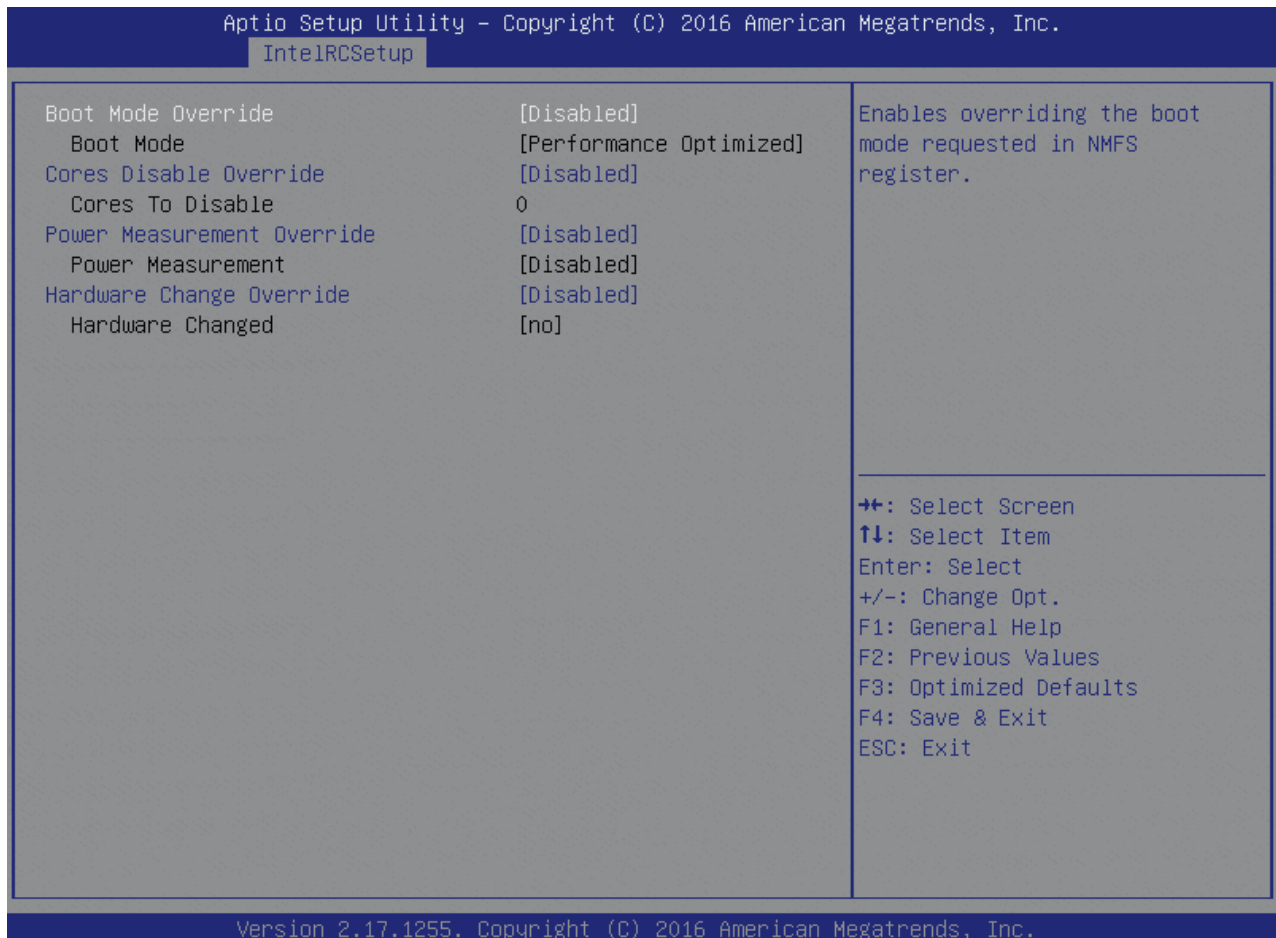 Aptio Setup Utility – Copyright (C) 2016 American Megatrends, Inc.
IntelRCSetup
Boot Mode Override [Disabled]
Boot Mode [Performance Optimized]
Cores Disable Override [Disabled]
Cores To Disable 0
Power Measurement Override [Disabled]
Power Measurement [Disabled]
Hardware Change Override [Disabled]
Hardware Changed [no]
Enables overriding the boot
mode requested in NMFS
register.
→←: Select Screen
↑↓: Select Item
Enter: Select
+/-: Change Opt.
F1: General Help
F2: Previous Values
F3: Optimized Defaults
F4: Save & Exit
ESC: Exit
Version 2.17.1255. Copyright (C) 2016 American Megatrends, Inc.